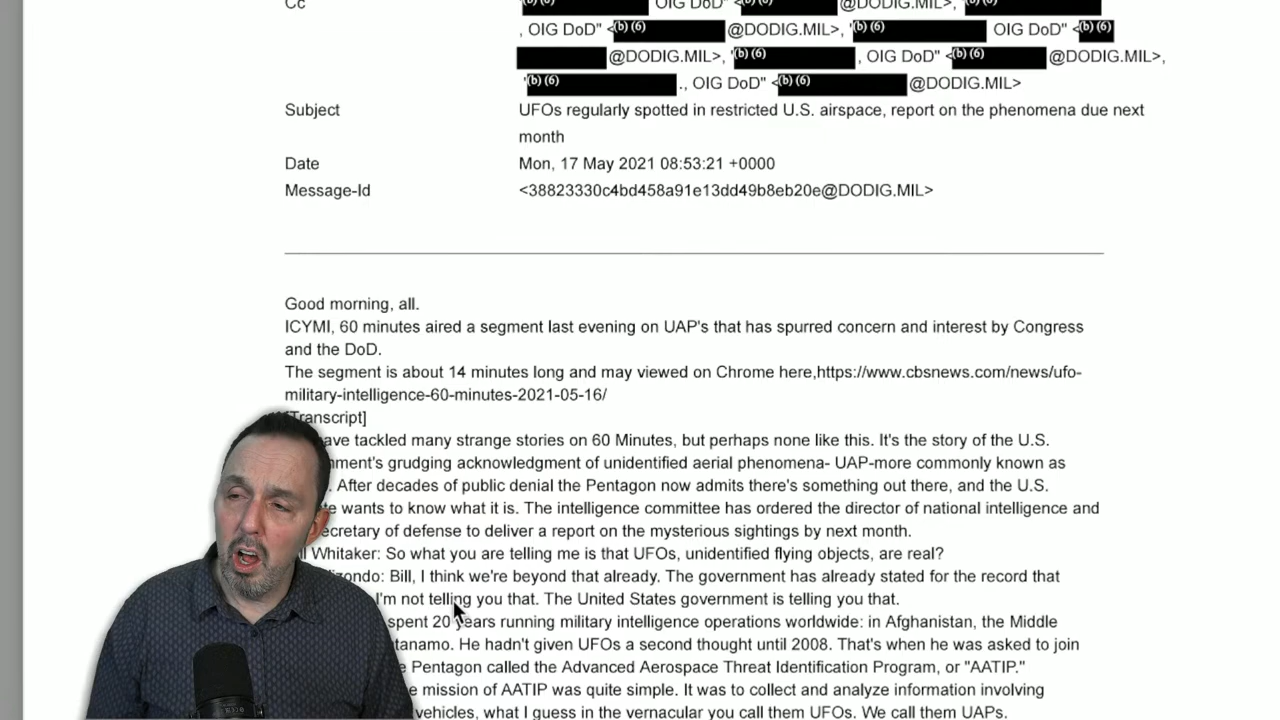 Cc (b) (6) OIG DoD" <(b) (6) @DODIG.MIL>, '(b) (6)
, OIG DoD" <(b) (6) @DODIG.MIL>, '(b) (6) OIG DoD" <(b) (6)
@DODIG.MIL>, '(b) (6) , OIG DoD" <(b) (6) @DODIG.MIL>,
'(b) (6) ., OIG DoD" <(b) (6) @DODIG.MIL>
Subject UFOs regularly spotted in restricted U.S. airspace, report on the phenomena due next
month
Date Mon, 17 May 2021 08:53:21 +0000
Message-Id <38823330c4bd458a91e13dd49b8eb20e@DODIG.MIL>
Good morning, all.
ICYMI, 60 minutes aired a segment last evening on UAP's that has spurred concern and interest by Congress
and the DoD.
The segment is about 14 minutes long and may viewed on Chrome here,https://www.cbsnews.com/news/ufo-
military-intelligence-60-minutes-2021-05-16/
[Transcript]
ave tackled many strange stories on 60 Minutes, but perhaps none like this. It's the story of the U.S.
nment's grudging acknowledgment of unidentified aerial phenomena- UAP-more commonly known as
. After decades of public denial the Pentagon now admits there's something out there, and the U.S.
te wants to know what it is. The intelligence committee has ordered the director of national intelligence and
ecretary of defense to deliver a report on the mysterious sightings by next month.
ll Whitaker: So what you are telling me is that UFOs, unidentified flying objects, are real?
izondo: Bill, I think we're beyond that already. The government has already stated for the record that
I'm not telling you that. The United States government is telling you that.
spent 20 years running military intelligence operations worldwide: in Afghanistan, the Middle
tanamo. He hadn't given UFOs a second thought until 2008. That's when he was asked to join
e Pentagon called the Advanced Aerospace Threat Identification Program, or "AATIP."
e mission of AATIP was quite simple. It was to collect and analyze information involving
vehicles, what I guess in the vernacular you call them UFOs. We call them UAPs.